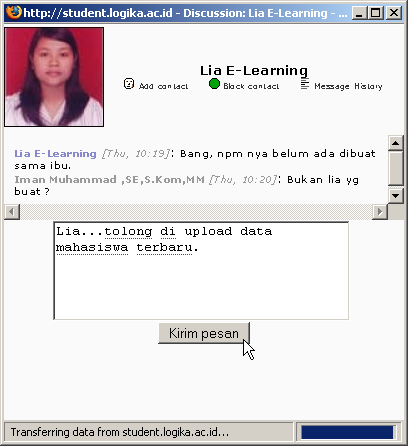 http://student.logika.ac.id - Discussion: Lia E-Learning - ...
Lia E-Learning
Add contact
Block contact
Message History
Lia E-Learning [Thu, 10:19]: Bang, npm nya belum ada dibuat
sama ibu.
Iman Muhammad ,SE,S.Kom,MM [Thu, 10:20]: Bukan lia yg
buat ?
Lia...tolong di upload data
mahasiswa terbaru.
Kirim pesan
Transferring data from student.logika.ac.id...